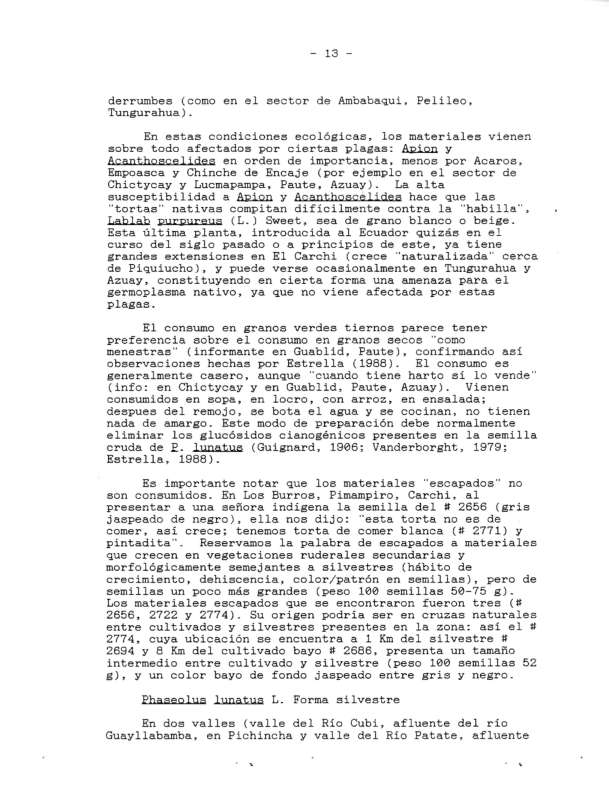 - 13 -
derrumbes (como en el sector de Ambabaqui, Pelileo,
Tungurahua).
En estas condiciones ecológicas, los materiales vienen
sobre todo afectados por ciertas plagas: Apion y
Acanthoscelides en orden de importancia, menos por Acaros,
Empoasca y Chinche de Encaje (por ejemplo en el sector de
Chictycay y Lucmapampa, Paute, Azuay). La alta
susceptibilidad a Apion y Acanthoscelides hace que las
"tortas" nativas compitan difícilmente contra la "habilla",
Lablab purpureus (L.) Sweet, sea de grano blanco o beige.
Esta última planta, introducida al Ecuador quizás en el
curso del siglo pasado o a principios de este, ya tiene
grandes extensiones en El Carchi (crece "naturalizada" cerca
de Piquiucho), y puede verse ocasionalmente en Tungurahua y
Azuay, constituyendo en cierta forma una amenaza para el
germoplasma nativo, ya que no viene afectada por estas
plagas.
El consumo en granos verdes tiernos parece tener
preferencia sobre el consumo en granos secos "como
menestras" (informante en Guablid, Paute), confirmando así
observaciones hechas por Estrella (1988). El consumo es
generalmente casero, aunque "cuando tiene harto sí lo vende"
(info: en Chictycay y en Guablid, Paute, Azuay). Vienen
consumidos en sopa, en locro, con arroz, en ensalada;
despues del remojo, se bota el agua y se cocinan, no tienen
nada de amargo. Este modo de preparación debe normalmente
eliminar los glucósidos cianogénicos presentes en la semilla
cruda de P. lunatus (Guignard, 1906; Vanderborght, 1979;
Estrella, 1988).
Es importante notar que los materiales "escapados" no
son consumidos. En Los Burros, Pimampiro, Carchi, al
presentar a una señora indígena la semilla del # 2656 (gris
jaspeado de negro), ella nos dijo: "esta torta no es de
comer, así crece; tenemos torta de comer blanca (# 2771) y
pintadita". Reservamos la palabra de escapados a materiales
que crecen en vegetaciones ruderales secundarias y
morfológicamente semejantes a silvestres (hábito de
crecimiento, dehiscencia, color/patrón en semillas), pero de
semillas un poco más grandes (peso 100 semillas 50-75 g).
Los materiales escapados que se encontraron fueron tres (#
2656, 2722 y 2774). Su origen podría ser en cruzas naturales
entre cultivados y silvestres presentes en la zona: así el #
2774, cuya ubicación se encuentra a 1 Km del silvestre #
2694 y 8 Km del cultivado bayo # 2686, presenta un tamaño
intermedio entre cultivado y silvestre (peso 100 semillas 52
g), y un color bayo de fondo jaspeado entre gris y negro.
Phaseolus lunatus L. Forma silvestre
En dos valles (valle del Río Cubi, afluente del río
Guayllabamba, en Pichincha y valle del Río Patate, afluente